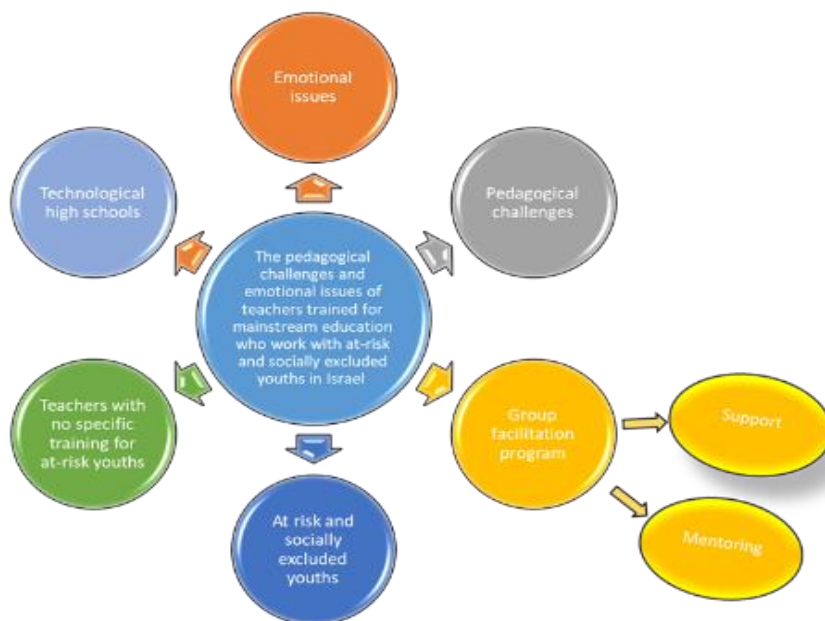 Emotional
issues
Technological
high schools
Pedagogical
challenges
The pedagogical
challenges and
emotional issues of
teachers trained for
mainstream education
who work with at-risk
and socially excluded
youths in Israel
Teachers with
no specific
training for
at-risk youths
Group
facilitation
program
Support
Mentoring
At risk and
socially
excluded
youths